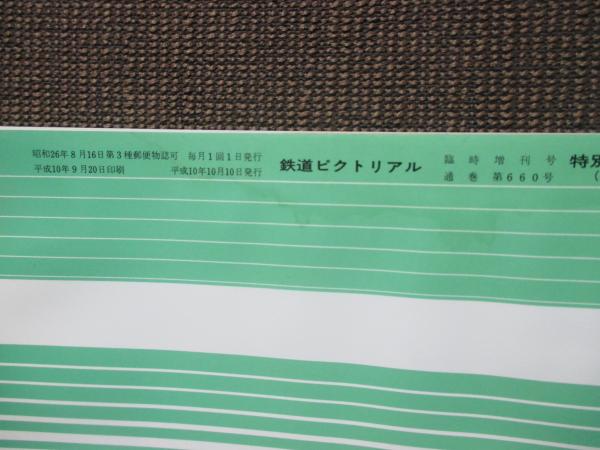 昭和26年8月16日第3種郵便物認可 毎月1回1日発行
平成10年9月20日印刷 平成10年10月10日発行
鉄道ピクトリアル
臨時増刊号
通巻 第660号
特別
(